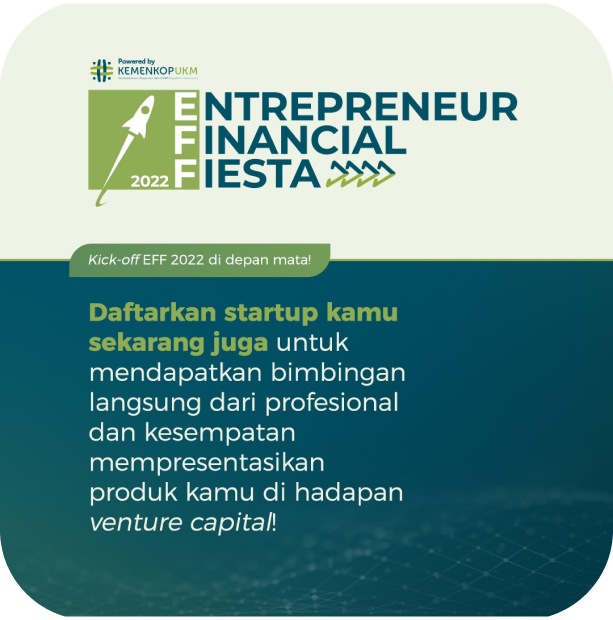 Powered by
KEMENKOPUKM
ENTREPRENEUR
FINANCIAL
2022 FIESTA
Kick-off EFF 2022 di depan mata!
Daftarkan startup kamu
sekarang juga untuk
mendapatkan bimbingan
langsung dari profesional
dan kesempatan
mempresentasikan
produk kamu di hadapan
venture capital!